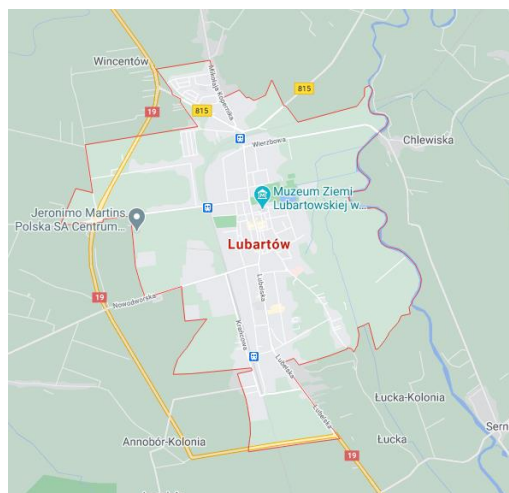 Wincentów
Mikołaja Kopernika
815
19
815
Wierzbowa
Chlewiska
Muzeum Ziemi
Lubartowskiej w...
Jeronimo Martins
Polska SA Centrum...
Lubartów
19
Nowodworska
Lubelska
Krańcowa
Lubelska
Łucka-Kolonia
Lubelska
Sern
Annobór-Kolonia
Łucka
19